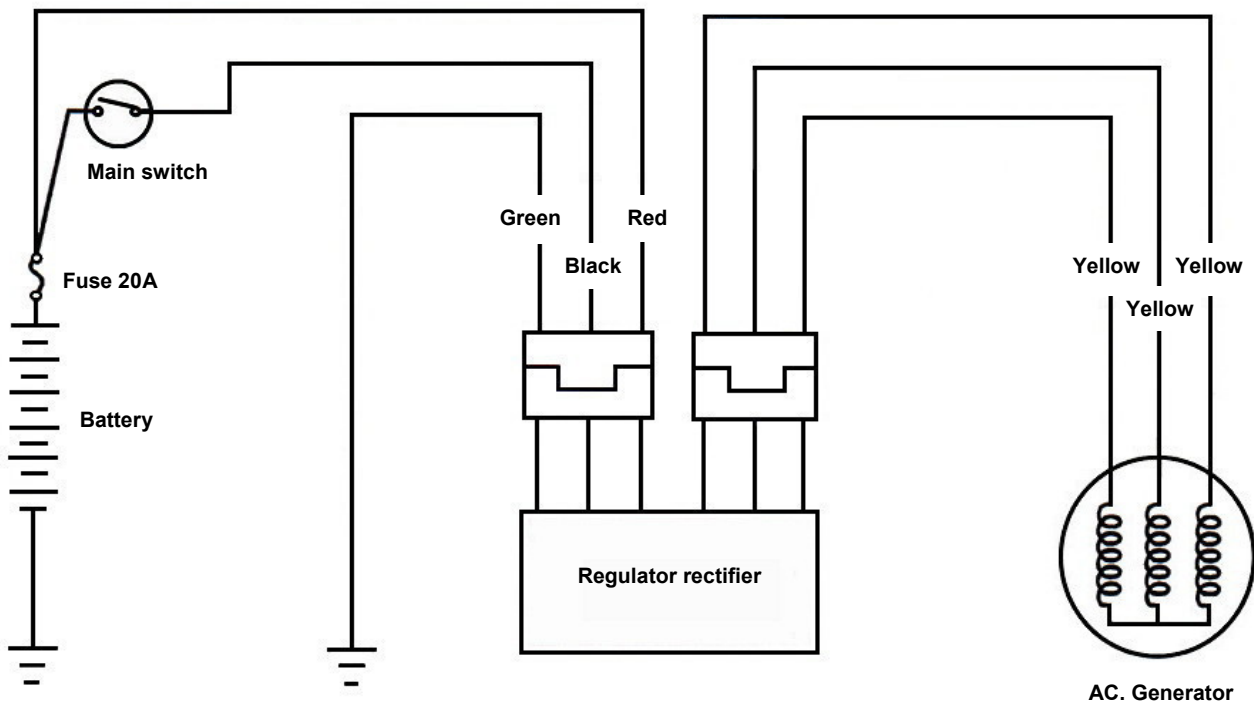 Main switch
Green
Red
Black
Fuse 20A
Yellow
Yellow
Yellow
Battery
Regulator rectifier
AC. Generator